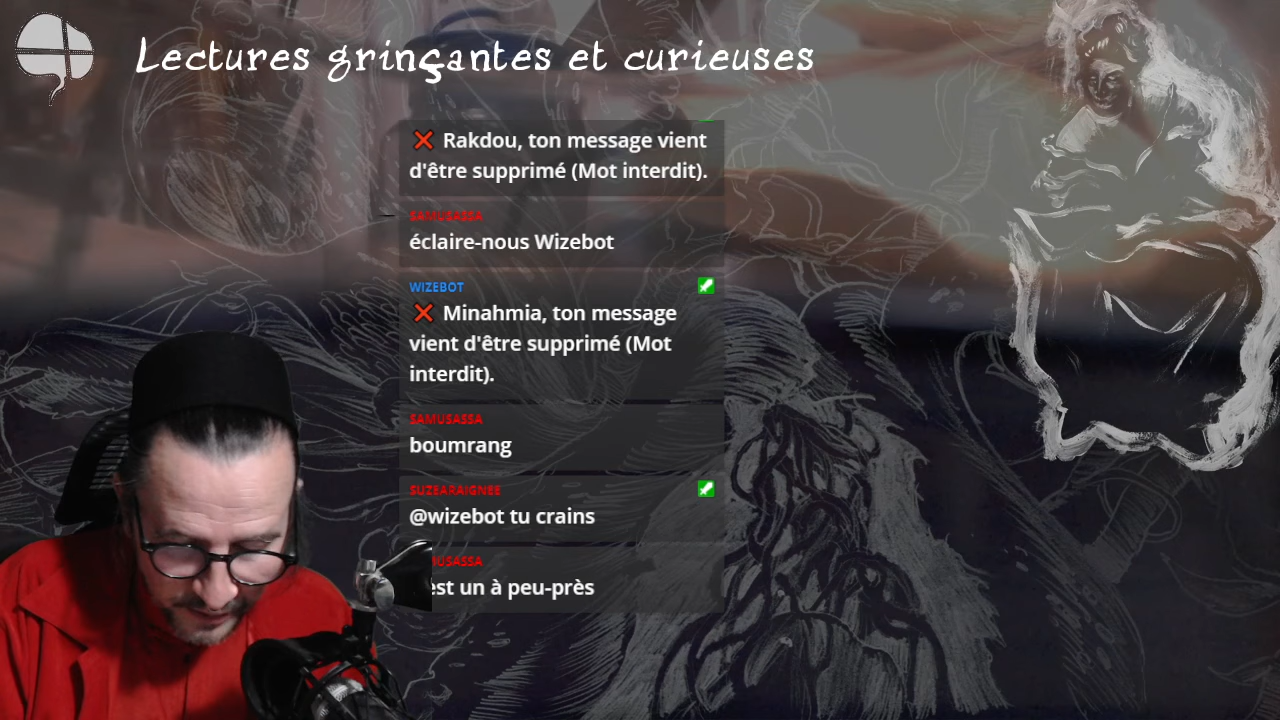 Lectures grinçantes et curieuses
❌ Rakdou, ton message vient
d'être supprimé (Mot interdit).
SAMUSASSA
éclaire-nous Wizebot
WIZEBOT
❌ Minahmia, ton message
vient d'être supprimé (Mot
interdit).
SAMUSASSA
boumrang
SUZEARAIGNEE
@wizebot tu crains
MUSASSA
est un à peu-près